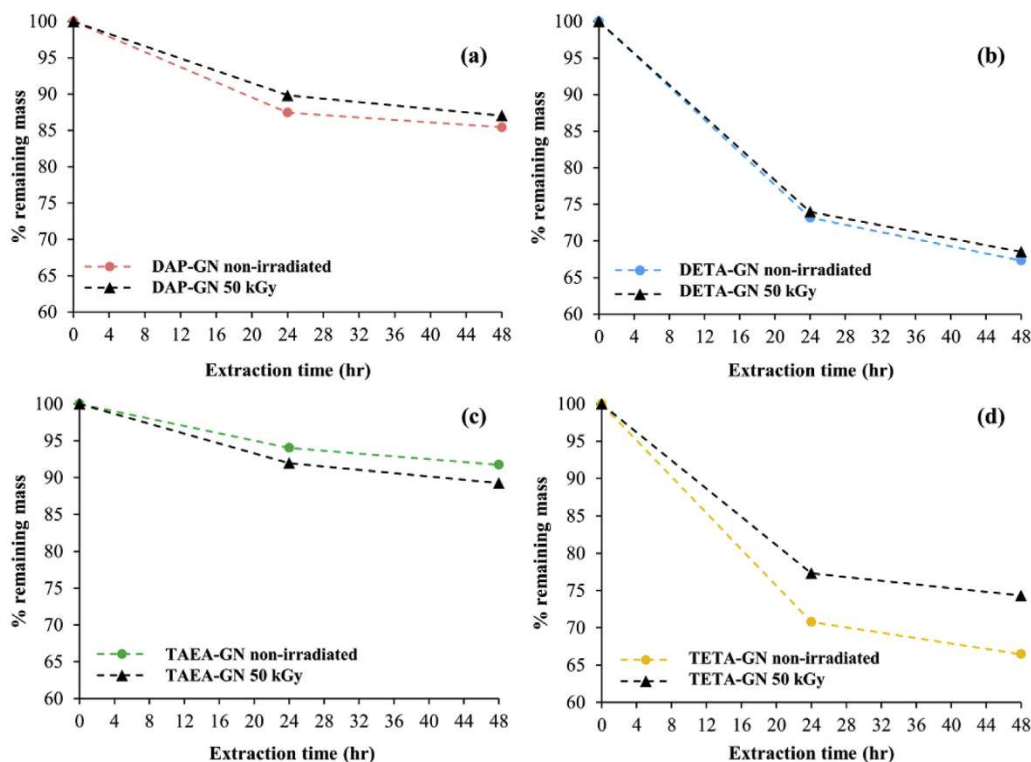 (a)
100
95
90
85
80
75
70
65
60
% remaining mass
DAP-GN non-irradiated
DAP-GN 50 kGy
0 4 8 12 16 20 24 28 32 36 40 44 48
Extraction time (hr)
(b)
100
95
90
85
80
75
70
65
60
% remaining mass
DETA-GN non-irradiated
DETA-GN 50 kGy
0 4 8 12 16 20 24 28 32 36 40 44 48
Extraction time (hr)
(c)
100
95
90
85
80
75
70
65
60
% remaining mass
TAEA-GN non-irradiated
TAEA-GN 50 kGy
0 4 8 12 16 20 24 28 32 36 40 44 48
Extraction time (hr)
(d)
100
95
90
85
80
75
70
65
60
% remaining mass
TETA-GN non-irradiated
TETA-GN 50 kGy
0 4 8 12 16 20 24 28 32 36 40 44 48
Extraction time (hr)